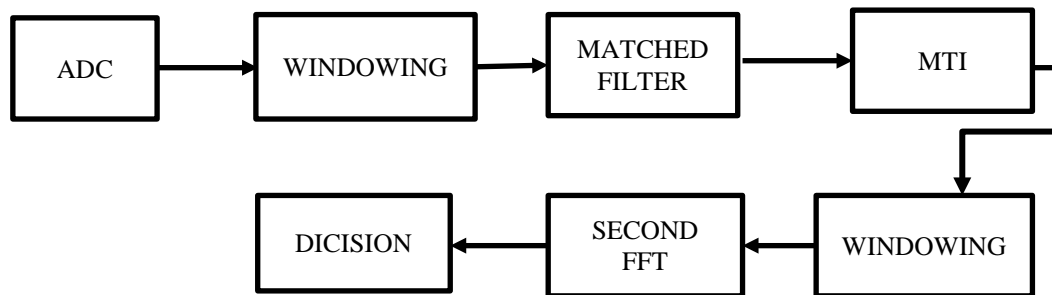 ADC
WINDOWING
MATCHED
FILTER
MTI
DICISION
SECOND
FFT
WINDOWING